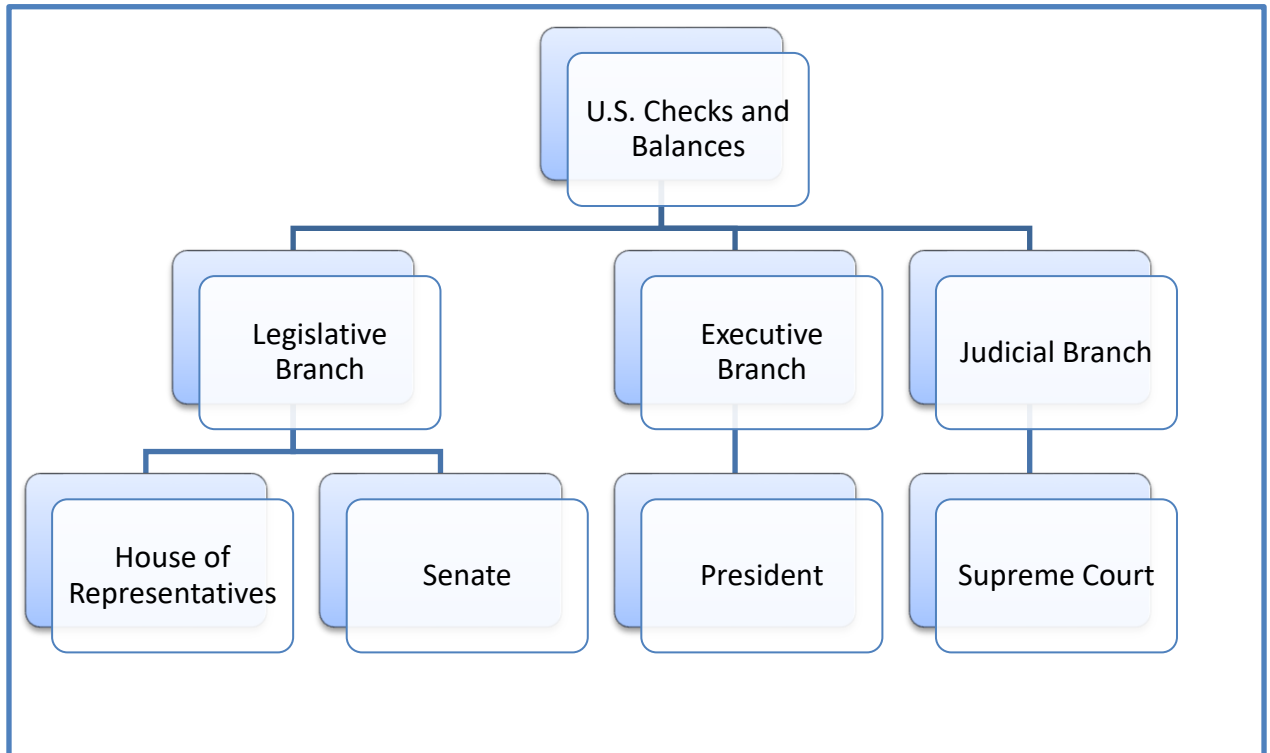 U.S. Checks and
Balances
Legislative
Branch
Executive
Branch
Judicial Branch
House of
Representatives
Senate
President
Supreme Court